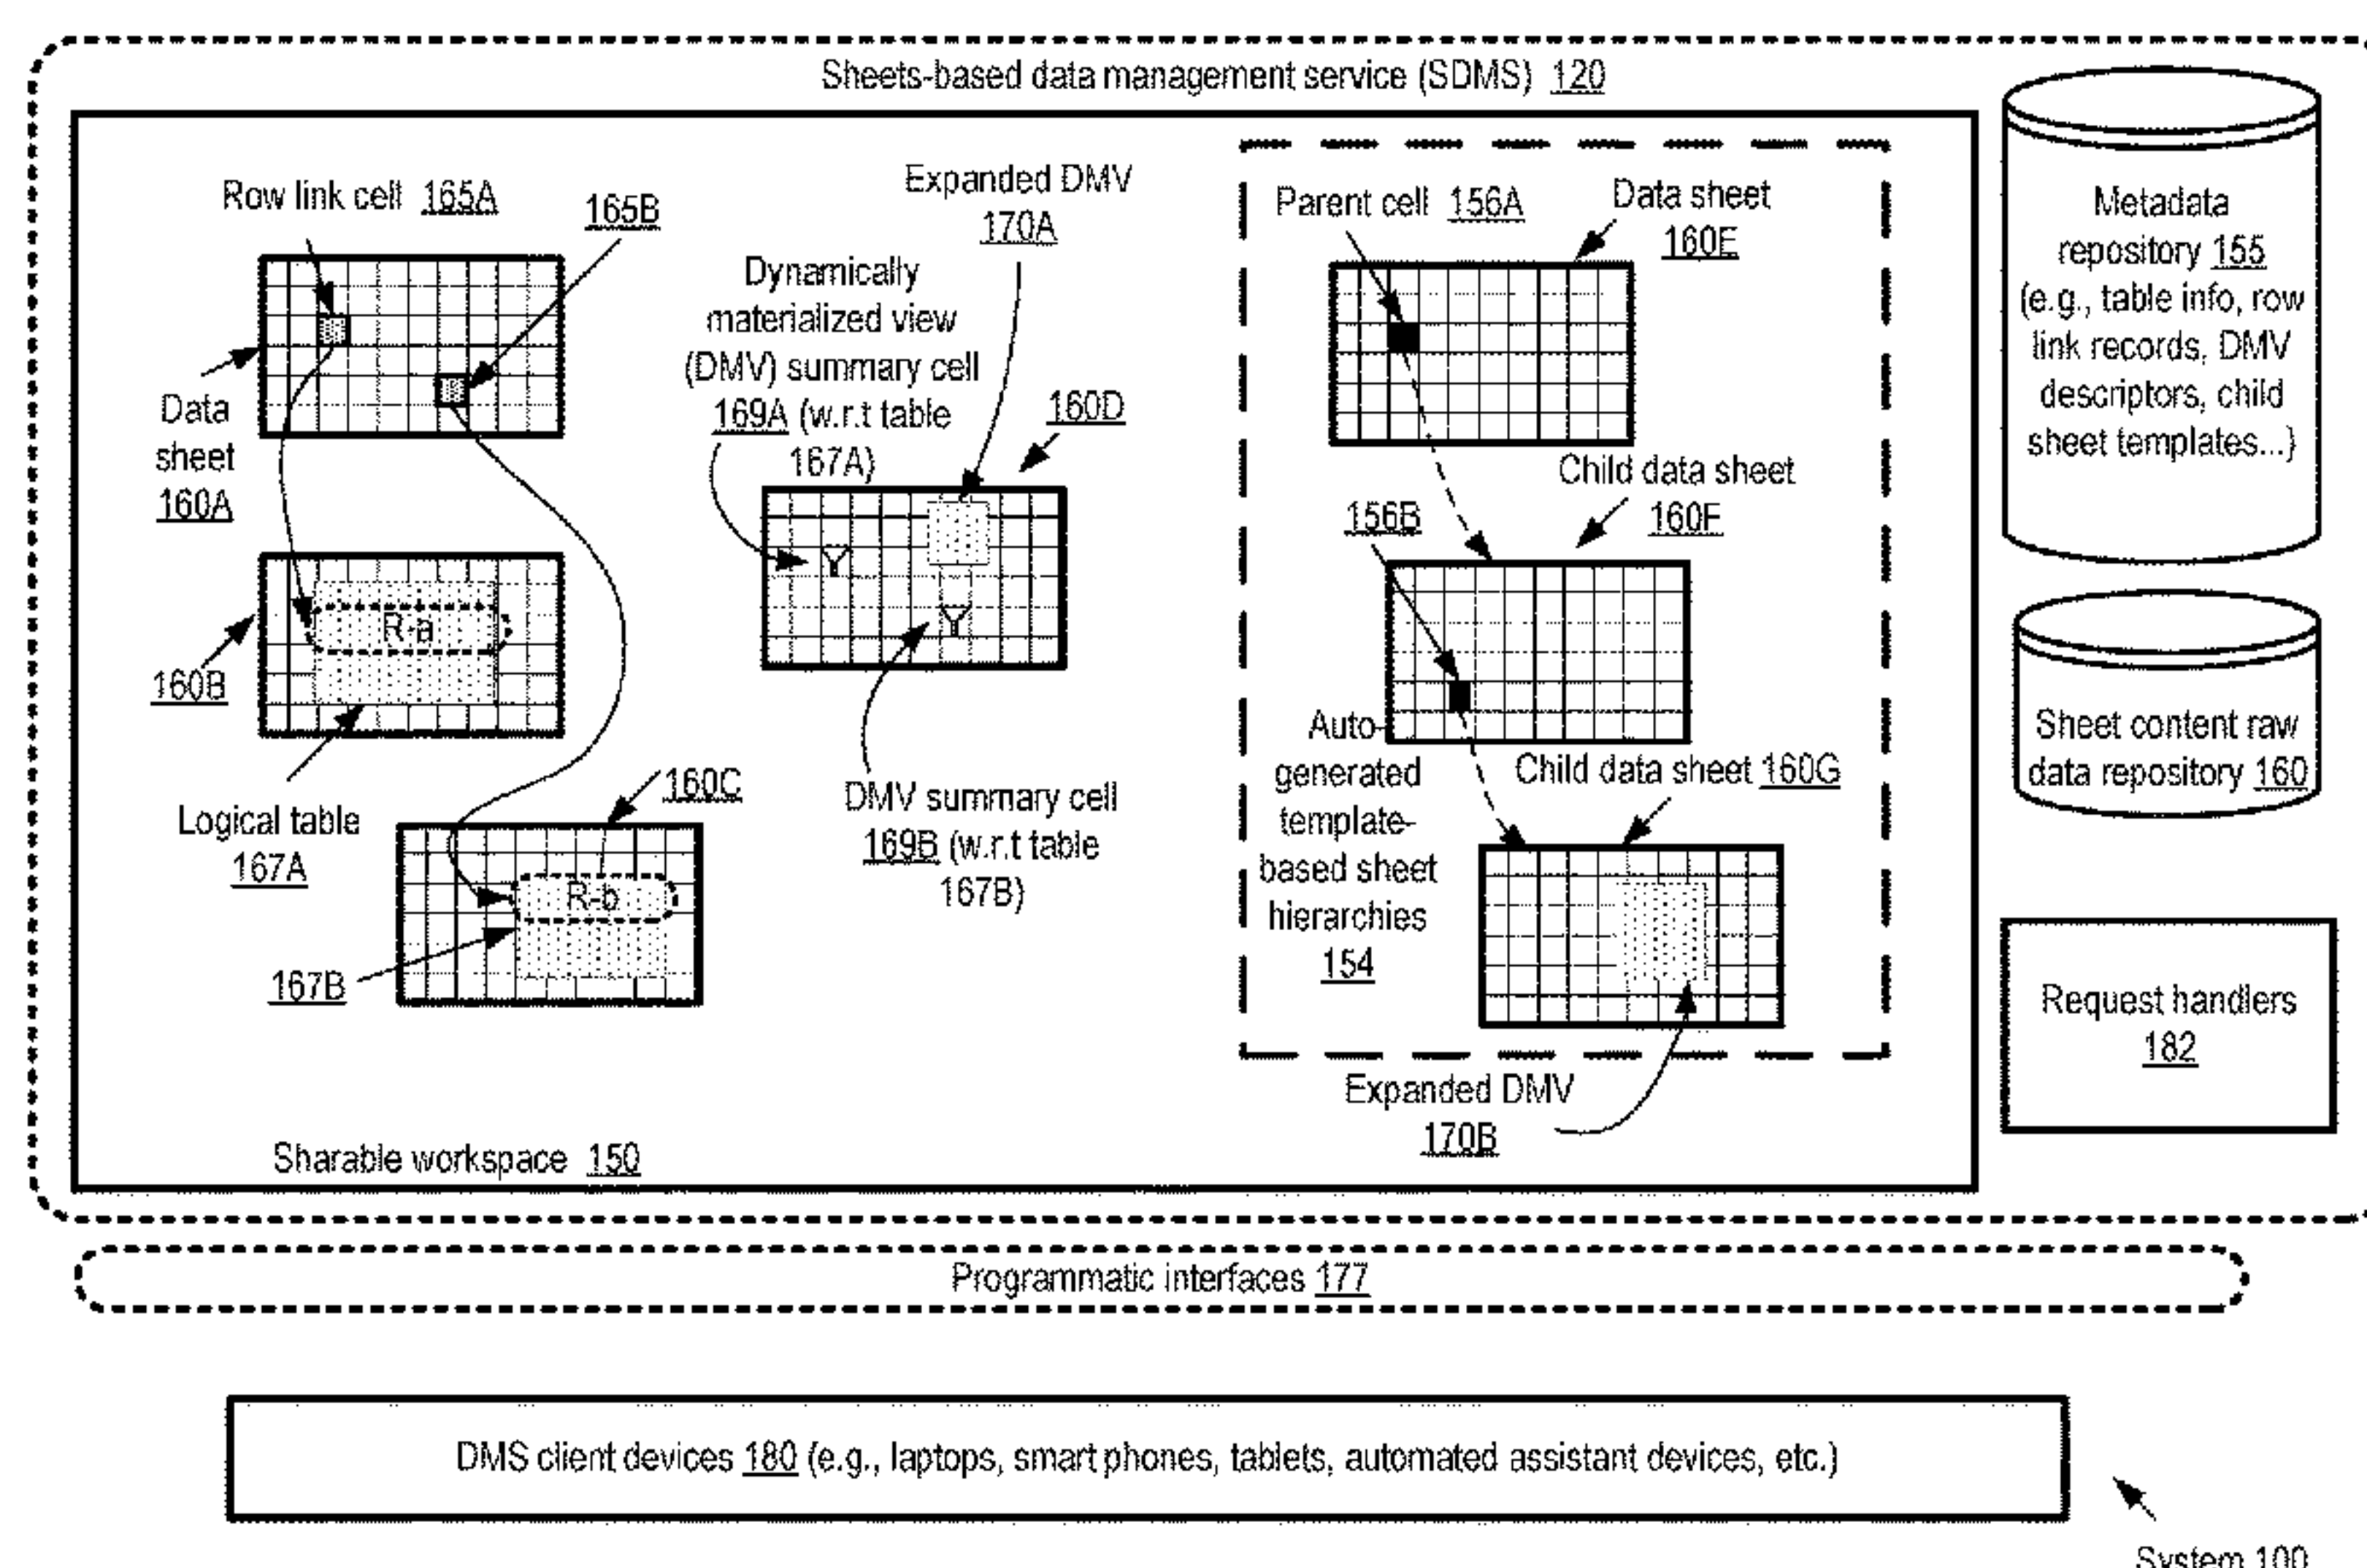 Sheets-based data management service (SDMS) 120
Row link cell 165A
165B
Data
sheet
160A
R-a
160B
Logical table
167A
160C
R-b
167B
Expanded DMV
170A
Dynamically
materialized view
(DMV) summary cell
169A (w.r.t table
167A)
160D
DMV summary cell
169B (w.r.t table
167B)
Parent cell 156A
Data sheet
160E
Child data sheet
160F
156B
Auto-
generated
template-
based sheet
hierarchies
154
Child data sheet 160G
Expanded DMV
170B
Sharable workspace 150
Metadata
repository 155
(e.g., table info, row
link records, DMV
descriptors, child
sheet templates...)
Sheet content raw
data repository 160
Request handlers
182
Programmatic interfaces 177
DMS client devices 180 (e.g., laptops, smart phones, tablets, automated assistant devices, etc.)
System 100